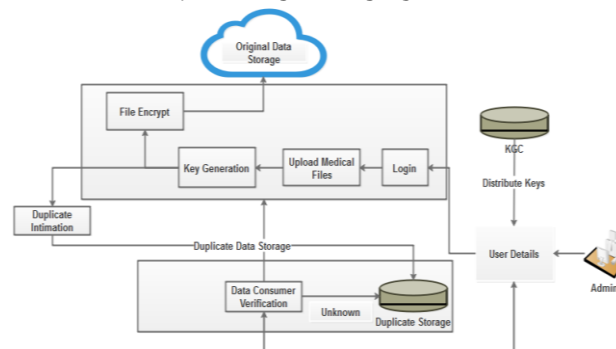 Original Data
Storage
File Encrypt
KGC
Key Generation
Upload Medical
Files
Login
Distribute Keys
Duplicate
Intimation
Duplicate Data Storage
User Details
Admin
Data Consumer
Verification
Unknown
Duplicate Storage